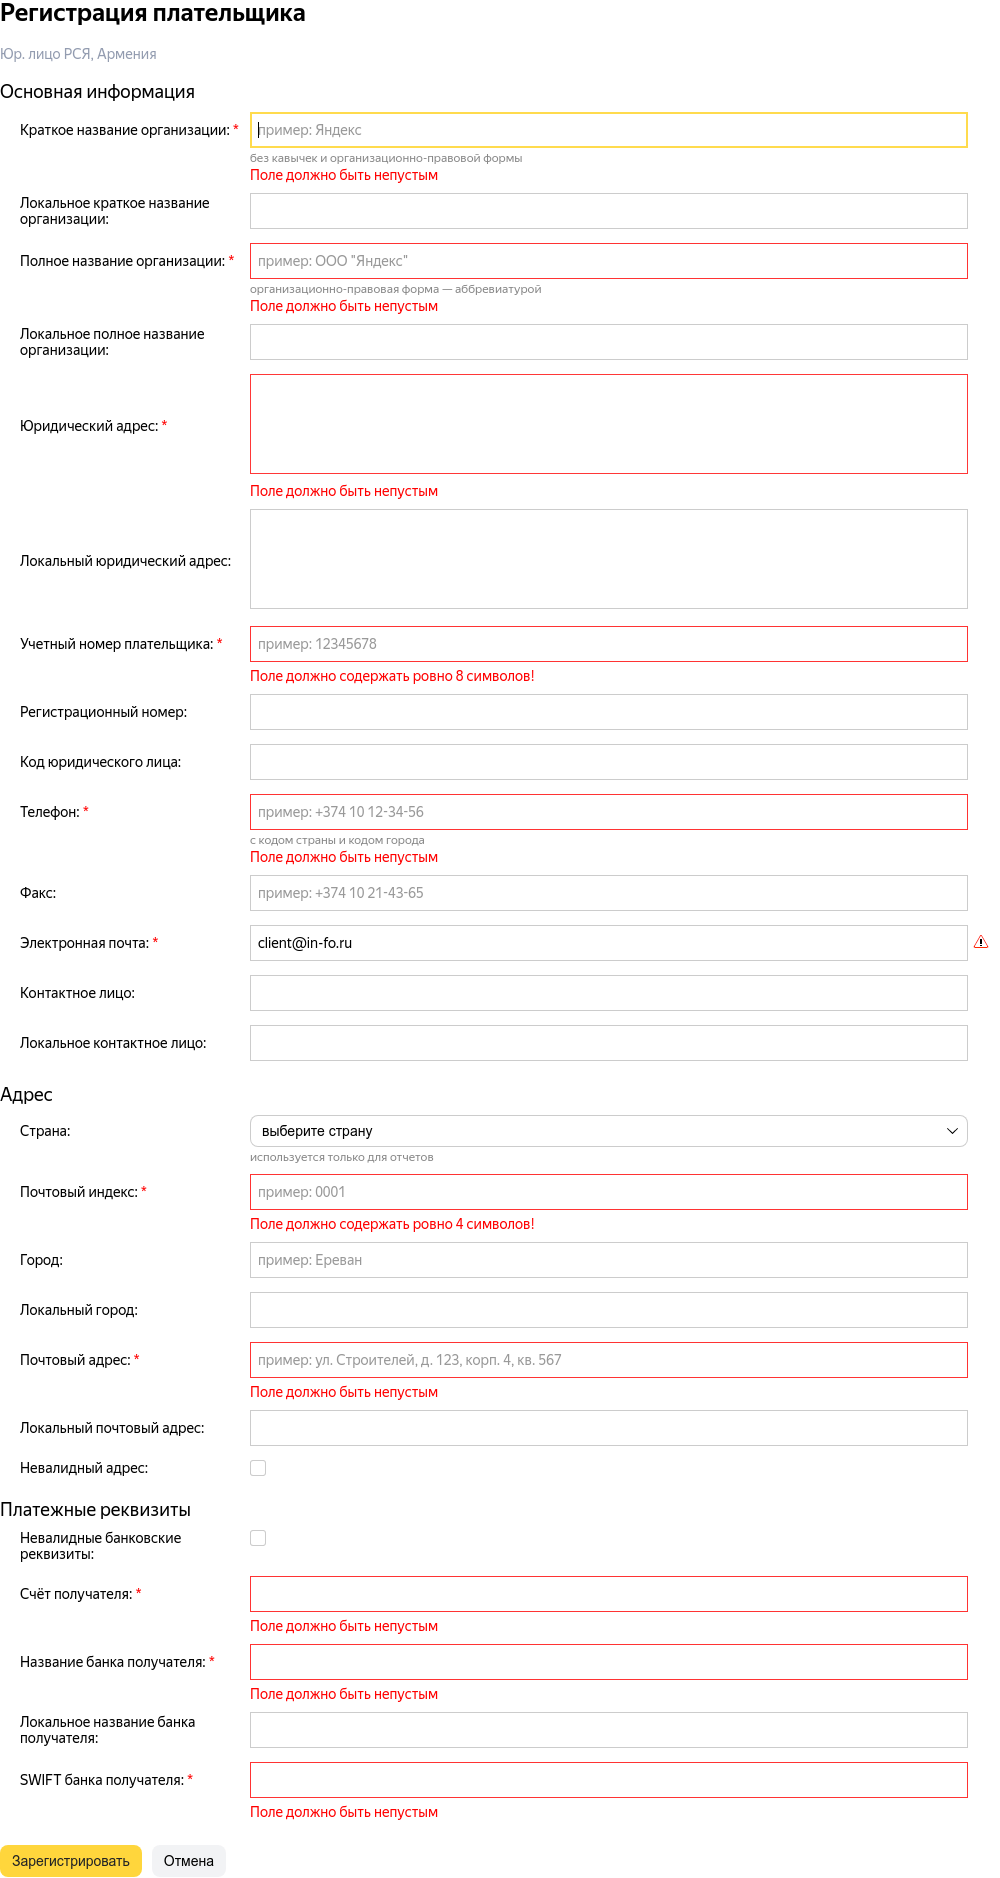 Регистрация плательщика
Юр. лицо РСЯ, Армения
Основная информация
Краткое название организации: *
пример: Яндекс
без кавычек и организационно-правовой формы
Поле должно быть непустым
Локальное краткое название
организации:
Полное название организации: *
пример: ООО "Яндекс"
организационно-правовая форма — аббревиатурой
Поле должно быть непустым
Локальное полное название
организации:
Юридический адрес: *
Поле должно быть непустым
Локальный юридический адрес:
Учетный номер плательщика: *
пример: 12345678
Поле должно содержать ровно 8 символов!
Регистрационный номер:
Код юридического лица:
Телефон: *
пример: +374 10 12-34-56
с кодом страны и кодом города
Поле должно быть непустым
Факс:
пример: +374 10 21-43-65
Электронная почта: *
client@in-fo.ru
Контактное лицо:
Локальное контактное лицо:
Адрес
Страна:
выберите страну
используется только для отчетов
Почтовый индекс: *
пример: 0001
Поле должно содержать ровно 4 символов!
Город:
пример: Ереван
Локальный город:
Почтовый адрес: *
пример: ул. Строителей, д. 123, корп. 4, кв. 567
Поле должно быть непустым
Локальный почтовый адрес:
Невалидный адрес:
Платежные реквизиты
Невалидные банковские
реквизиты:
Счёт получателя: *
Поле должно быть непустым
Название банка получателя: *
Поле должно быть непустым
Локальное название банка
получателя:
SWIFT банка получателя: *
Поле должно быть непустым
Зарегистрировать
Отмена